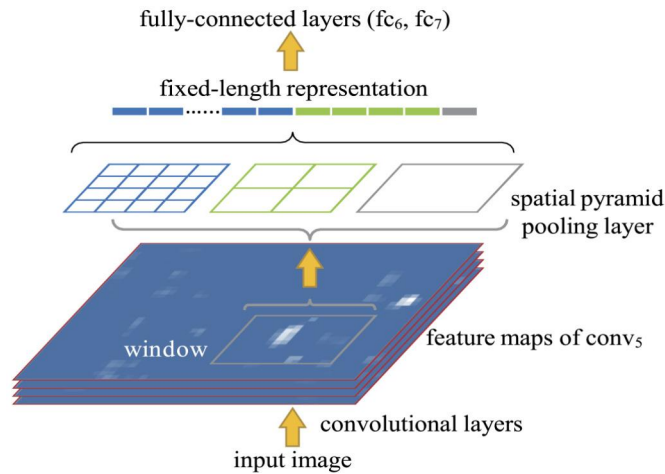 fully-connected layers (fc₆, fc₇)
fixed-length representation
......
spatial pyramid
pooling layer
window
feature maps of conv₅
convolutional layers
input image